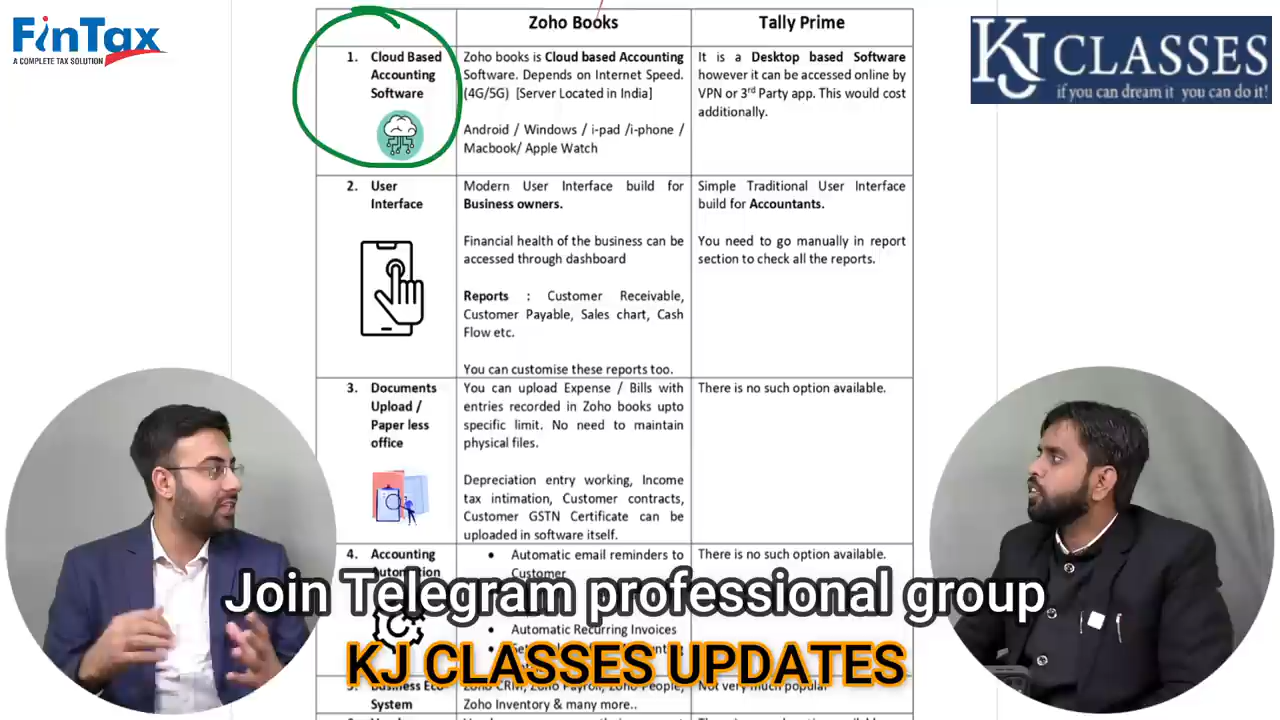 FinTax
A COMPLETE TAX SOLUTION
KJ CLASSES
if you can dream it you can do it!
Zoho Books
Tally Prime
1. Cloud Based
Accounting
Software
Zoho books is Cloud based Accounting
Software. Depends on Internet Speed.
(4G/5G) [Server Located in India]
Android / Windows / i-pad /i-phone /
Macbook/ Apple Watch
It is a Desktop based Software
however it can be accessed online by
VPN or 3rd Party app. This would cost
additionally.
2. User
Interface
Modern User Interface build for
Business owners.
Financial health of the business can be
accessed through dashboard
Reports : Customer Receivable,
Customer Payable, Sales chart, Cash
Flow etc.
You can customise these reports too.
Simple Traditional User Interface
build for Accountants.
You need to go manually in report
section to check all the reports.
3. Documents
Upload /
Paper less
office
You can upload Expense / Bills with
entries recorded in Zoho books upto
specific limit. No need to maintain
physical files.
Depreciation entry working, Income
tax intimation, Customer contracts,
Customer GSTN Certificate can be
uploaded in software itself.
There is no such option available.
4. Accounting
Automation
• Automatic email reminders to
Customer
• Automatic Recurring Invoices
There is no such option available.
5. Business Eco-
System
Zoho CRM, Zoho Payroll, Zoho People,
Zoho Inventory & many more..
Not very much popular
Join Telegram professional group
KJ CLASSES UPDATES